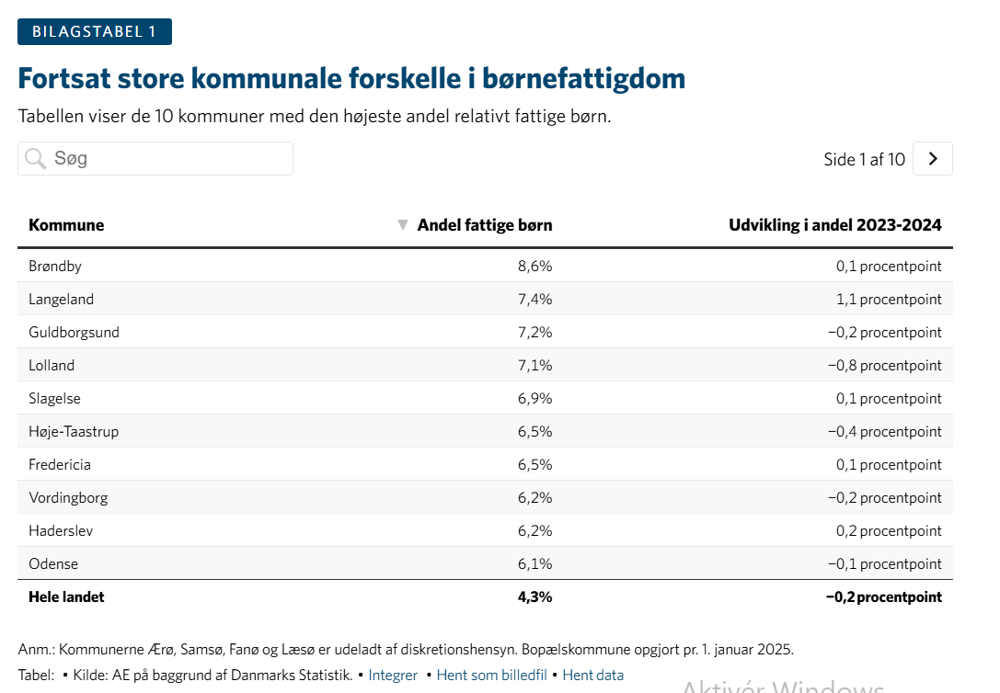 BILAGSTABEL 1
Fortsat store kommunale forskelle i børnefattigdom
Tabellen viser de 10 kommuner med den højeste andel relativt fattige børn.
Søg
Side 1 af 10
Kommune ▼ Andel fattige børn Udvikling i andel 2023-2024
Brøndby 8,6% 0,1 procentpoint
Langeland 7,4% 1,1 procentpoint
Guldborgsund 7,2% −0,2 procentpoint
Lolland 7,1% −0,8 procentpoint
Slagelse 6,9% 0,1 procentpoint
Høje-Taastrup 6,5% −0,4 procentpoint
Fredericia 6,5% 0,1 procentpoint
Vordingborg 6,2% −0,2 procentpoint
Haderslev 6,2% 0,2 procentpoint
Odense 6,1% −0,1 procentpoint
Hele landet 4,3% −0,2 procentpoint
Anm.: Kommunerne Ærø, Samsø, Fanø og Læsø er udeladt af diskretionshensyn. Bopælskommune opgjort pr. 1. januar 2025.
Tabel: • Kilde: AE på baggrund af Danmarks Statistik. • Integrer • Hent som billedfil • Hent data
Aktivér Windows